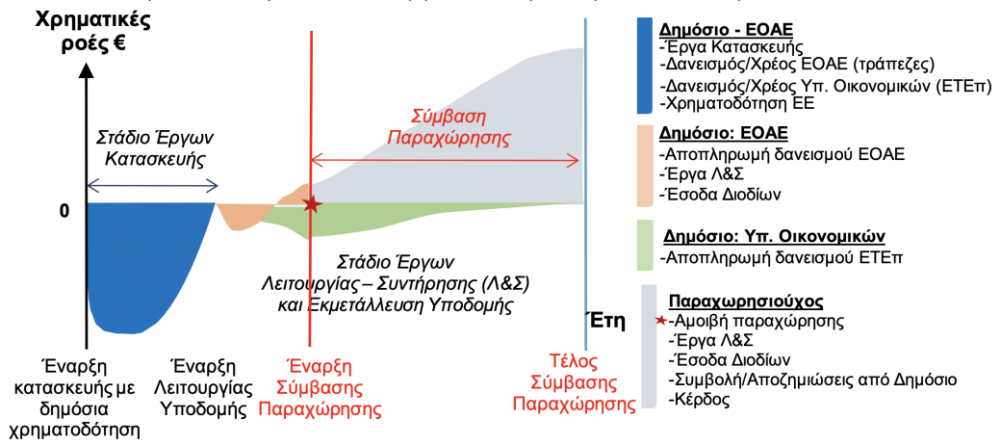 Χρηματικές
ροές €
Στάδιο Έργων
Κατασκευής
Σύμβαση
Παραχώρησης
0
Στάδιο Έργων
Λειτουργίας – Συντήρησης (Λ&Σ)
και Εκμετάλλευση Υποδομής
Έτη
Έναρξη
κατασκευής με
δημόσια
χρηματοδότηση
Έναρξη
Λειτουργίας
Υποδομής
Έναρξη
Σύμβασης
Παραχώρησης
Τέλος
Σύμβασης
Παραχώρησης
Δημόσιο - ΕΟΑΕ
-Έργα Κατασκευής
-Δανεισμός/Χρέος ΕΟΑΕ (τράπεζες)
-Δανεισμός/Χρέος Υπ. Οικονομικών (ΕΤΕπ)
-Χρηματοδότηση ΕΕ
Δημόσιο: ΕΟΑΕ
-Αποπληρωμή δανεισμού ΕΟΑΕ
-Έργα Λ&Σ
-Έσοδα Διοδίων
Δημόσιο: Υπ. Οικονομικών
-Αποπληρωμή δανεισμού ΕΤΕπ
Παραχωρησιούχος
-Αμοιβή παραχώρησης
-Έργα Λ&Σ
-Έσοδα Διοδίων
-Συμβολή/Αποζημιώσεις από Δημόσιο
-Κέρδος